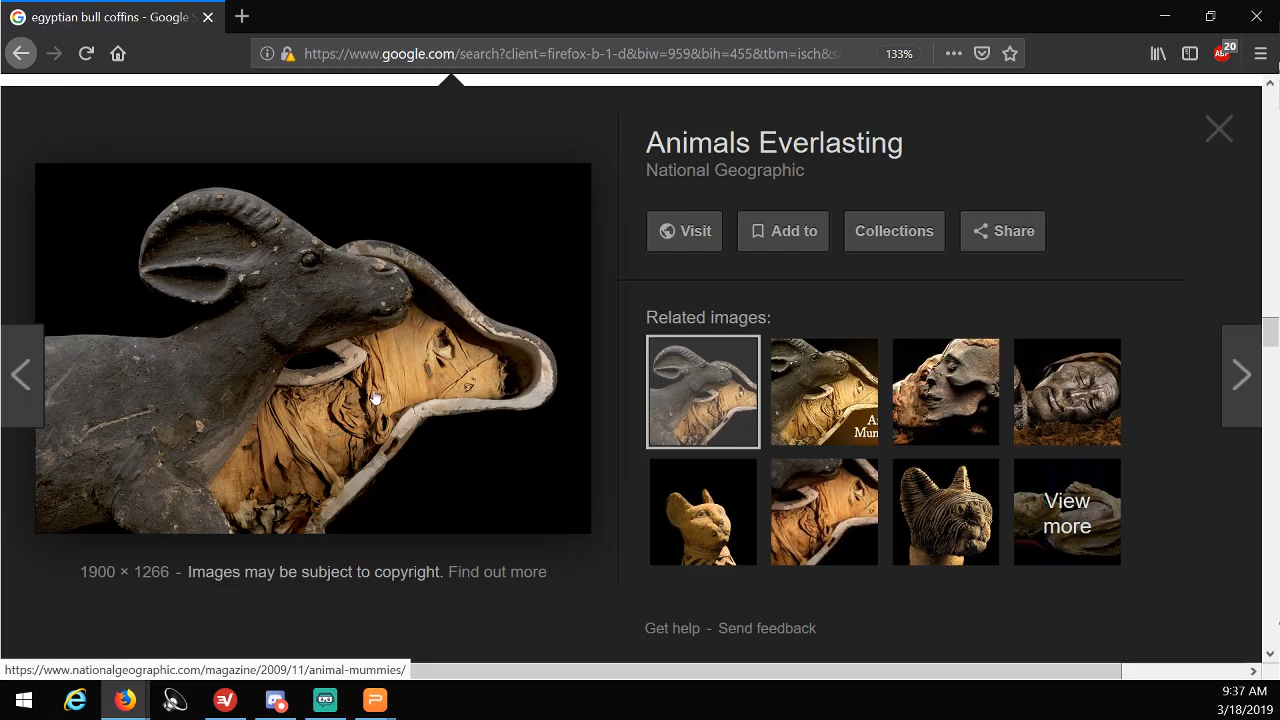 egyptian bull coffins - Google S
https://www.google.com/search?client=firefox-b-1-d&biw=959&bih=455&tbm=isch&s
133%
20
ABP
Animals Everlasting
National Geographic
Visit
Add to
Collections
Share
Related images:
A
Mun
View
more
1900 × 1266 - Images may be subject to copyright. Find out more
Get help - Send feedback
https://www.nationalgeographic.com/magazine/2009/11/animal-mummies/
9:37 AM
3/18/2019